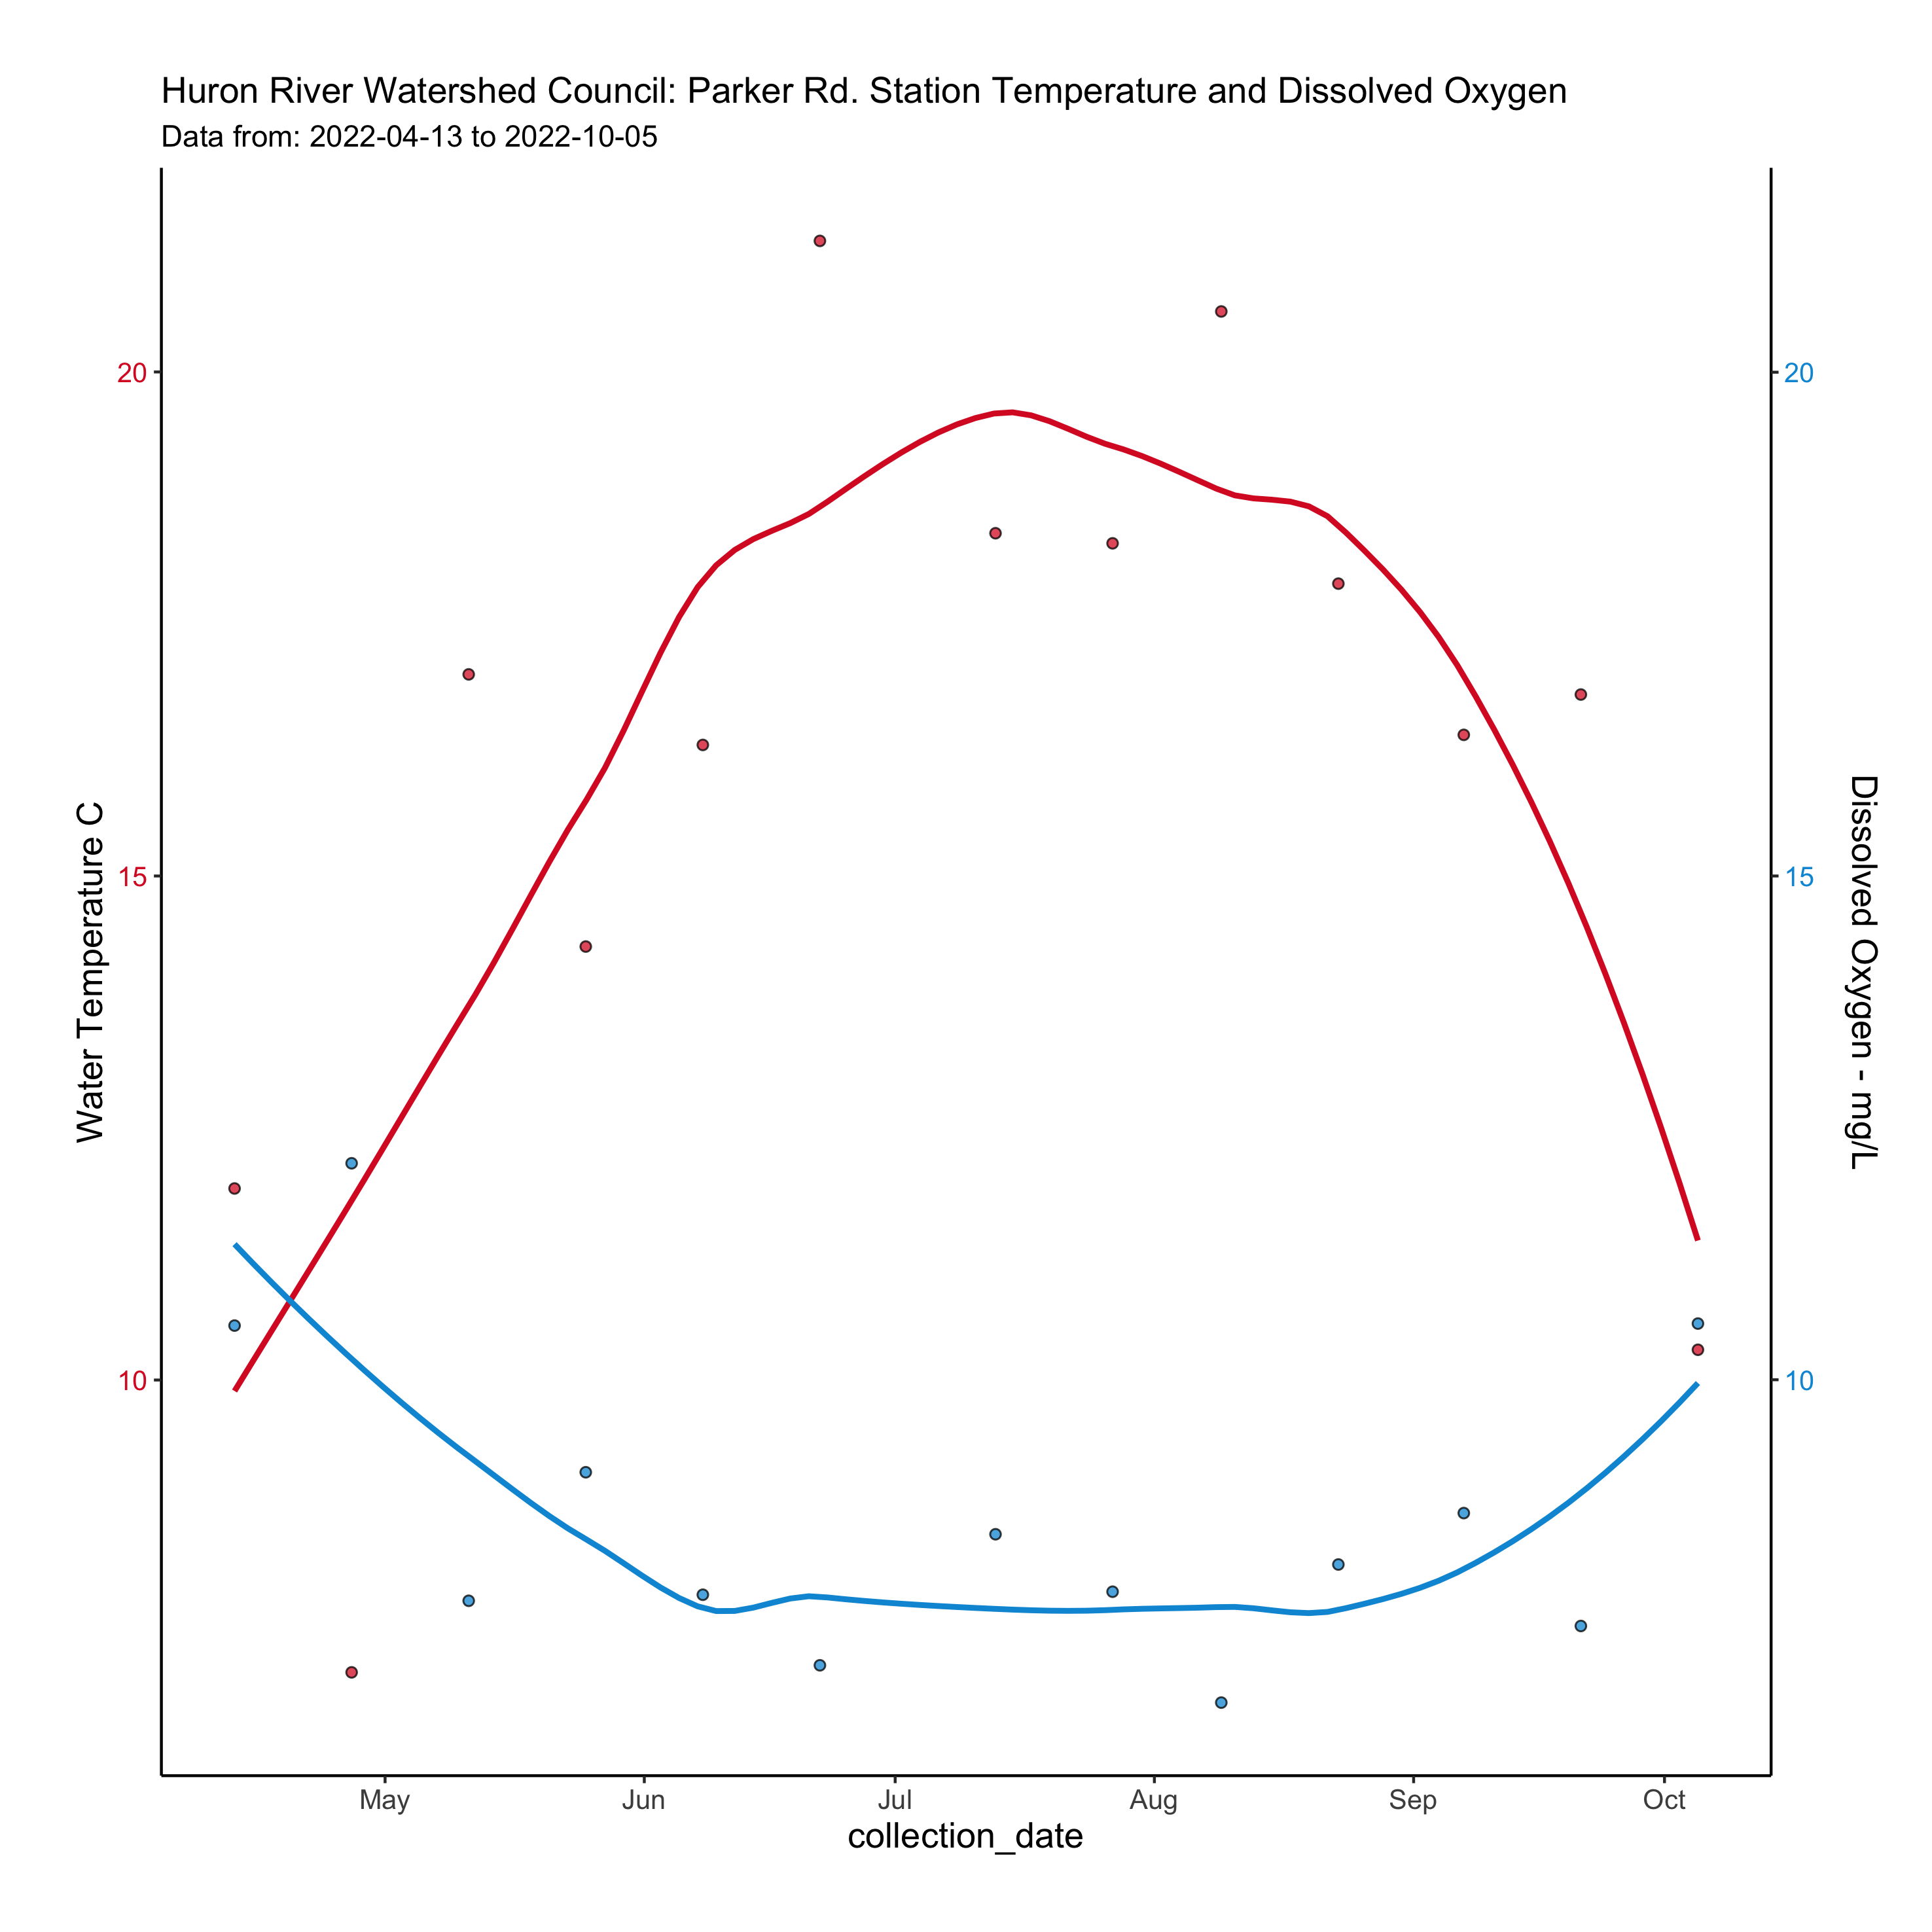 Huron River Watershed Council: Parker Rd. Station Temperature and Dissolved Oxygen
Data from: 2022-04-13 to 2022-10-05
Water Temperature C
20
15
10
20
15
10
Dissolved Oxygen - mg/L
May Jun Jul Aug Sep Oct
collection_date